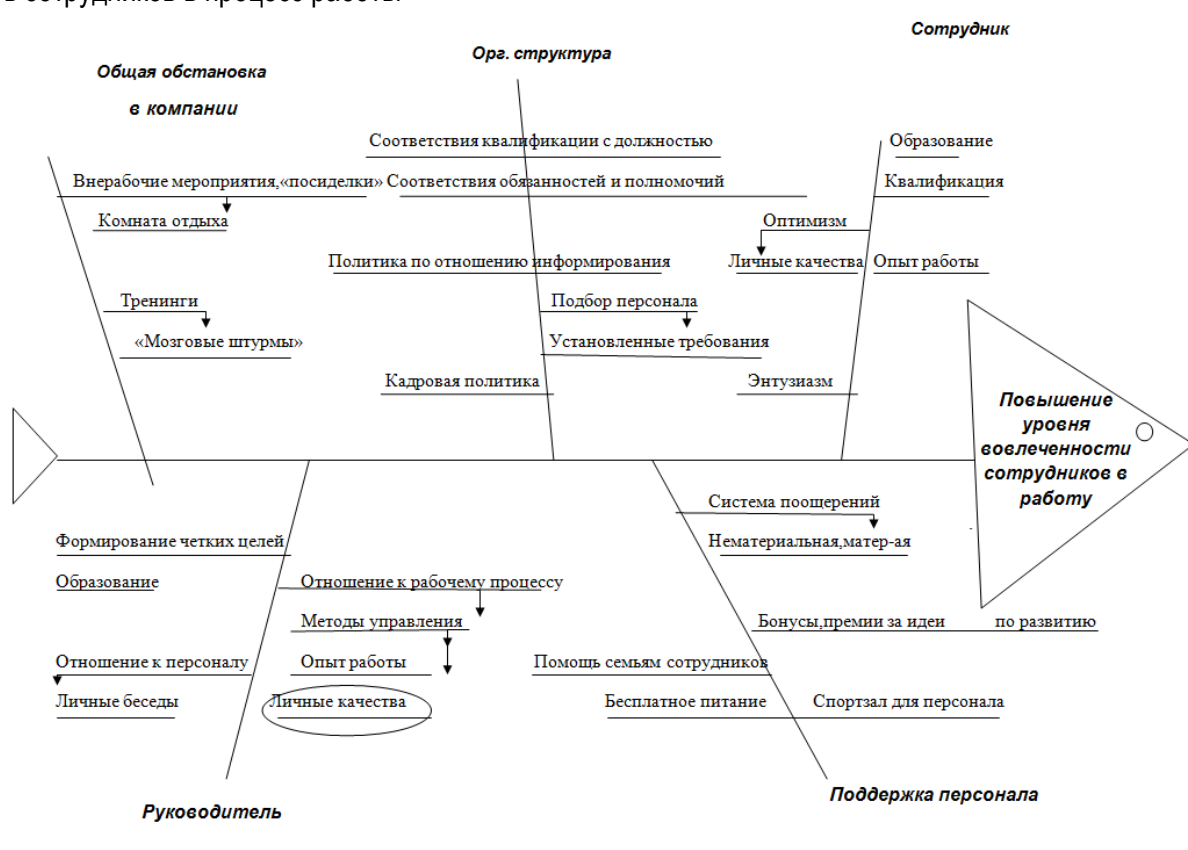 в сотрудников в процесс работы.
Сотрудник
Орг. структура
Общая обстановка
в компании
Соответствия квалификации с должностью
Образование
Внерабочие мероприятия,«посиделки»
Соответствия обязанностей и полномочий
Квалификация
Комната отдыха
Оптимизм
Политика по отношению информирования
Личные качества
Опыт работы
Тренинги
Подбор персонала
«Мозговые штурмы»
Установленные требования
Кадровая политика
Энтузиазм
Повышение
уровня
вовлеченности
сотрудников в
работу
Система поощерений
Формирование четких целей
Нематериальная,матер-ая
Образование
Отношение к рабочему процессу
Методы управления
Бонусы,премии за идеи по развитию
Отношение к персоналу
Опыт работы
Помощь семьям сотрудников
Личные беседы
Личные качества
Бесплатное питание
Спортзал для персонала
Поддержка персонала
Руководитель